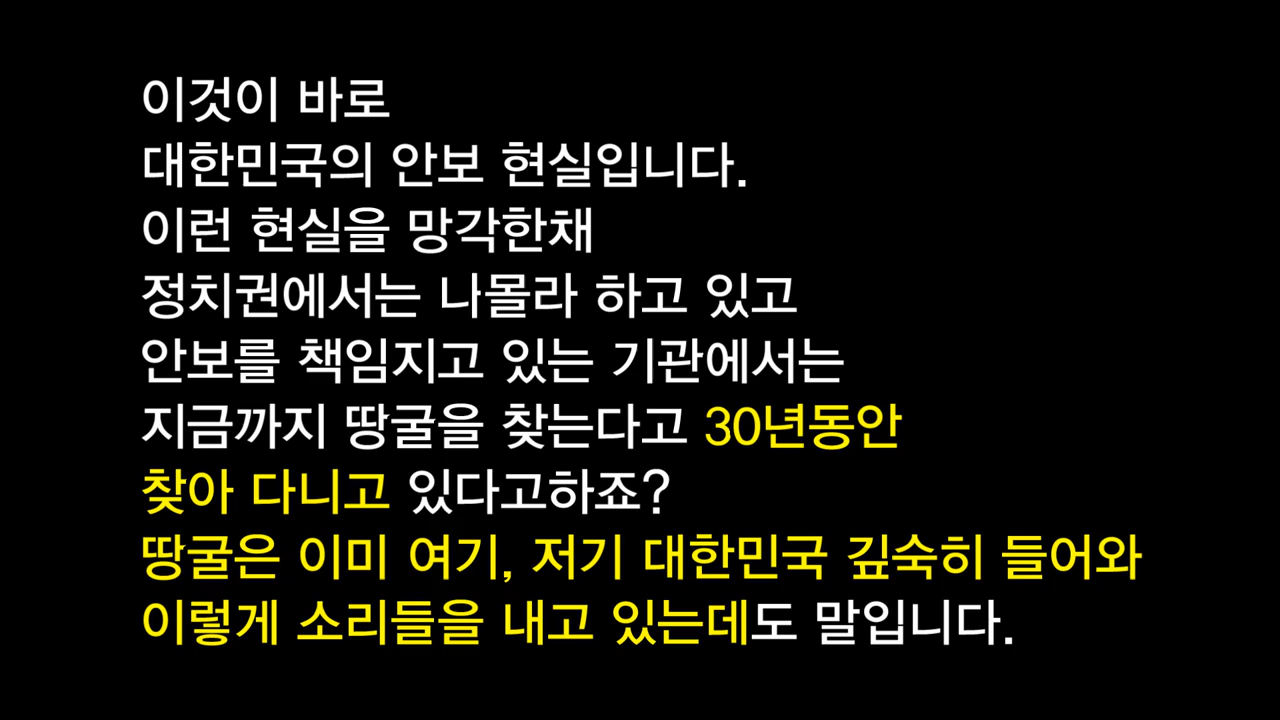 이것이 바로
대한민국의 안보 현실입니다.
이런 현실을 망각한채
정치권에서는 나몰라 하고 있고
안보를 책임지고 있는 기관에서는
지금까지 땅굴을 찾는다고 30년동안
찾아 다니고 있다고하죠?
땅굴은 이미 여기, 저기 대한민국 깊숙히 들어와
이렇게 소리들을 내고 있는데도 말입니다.